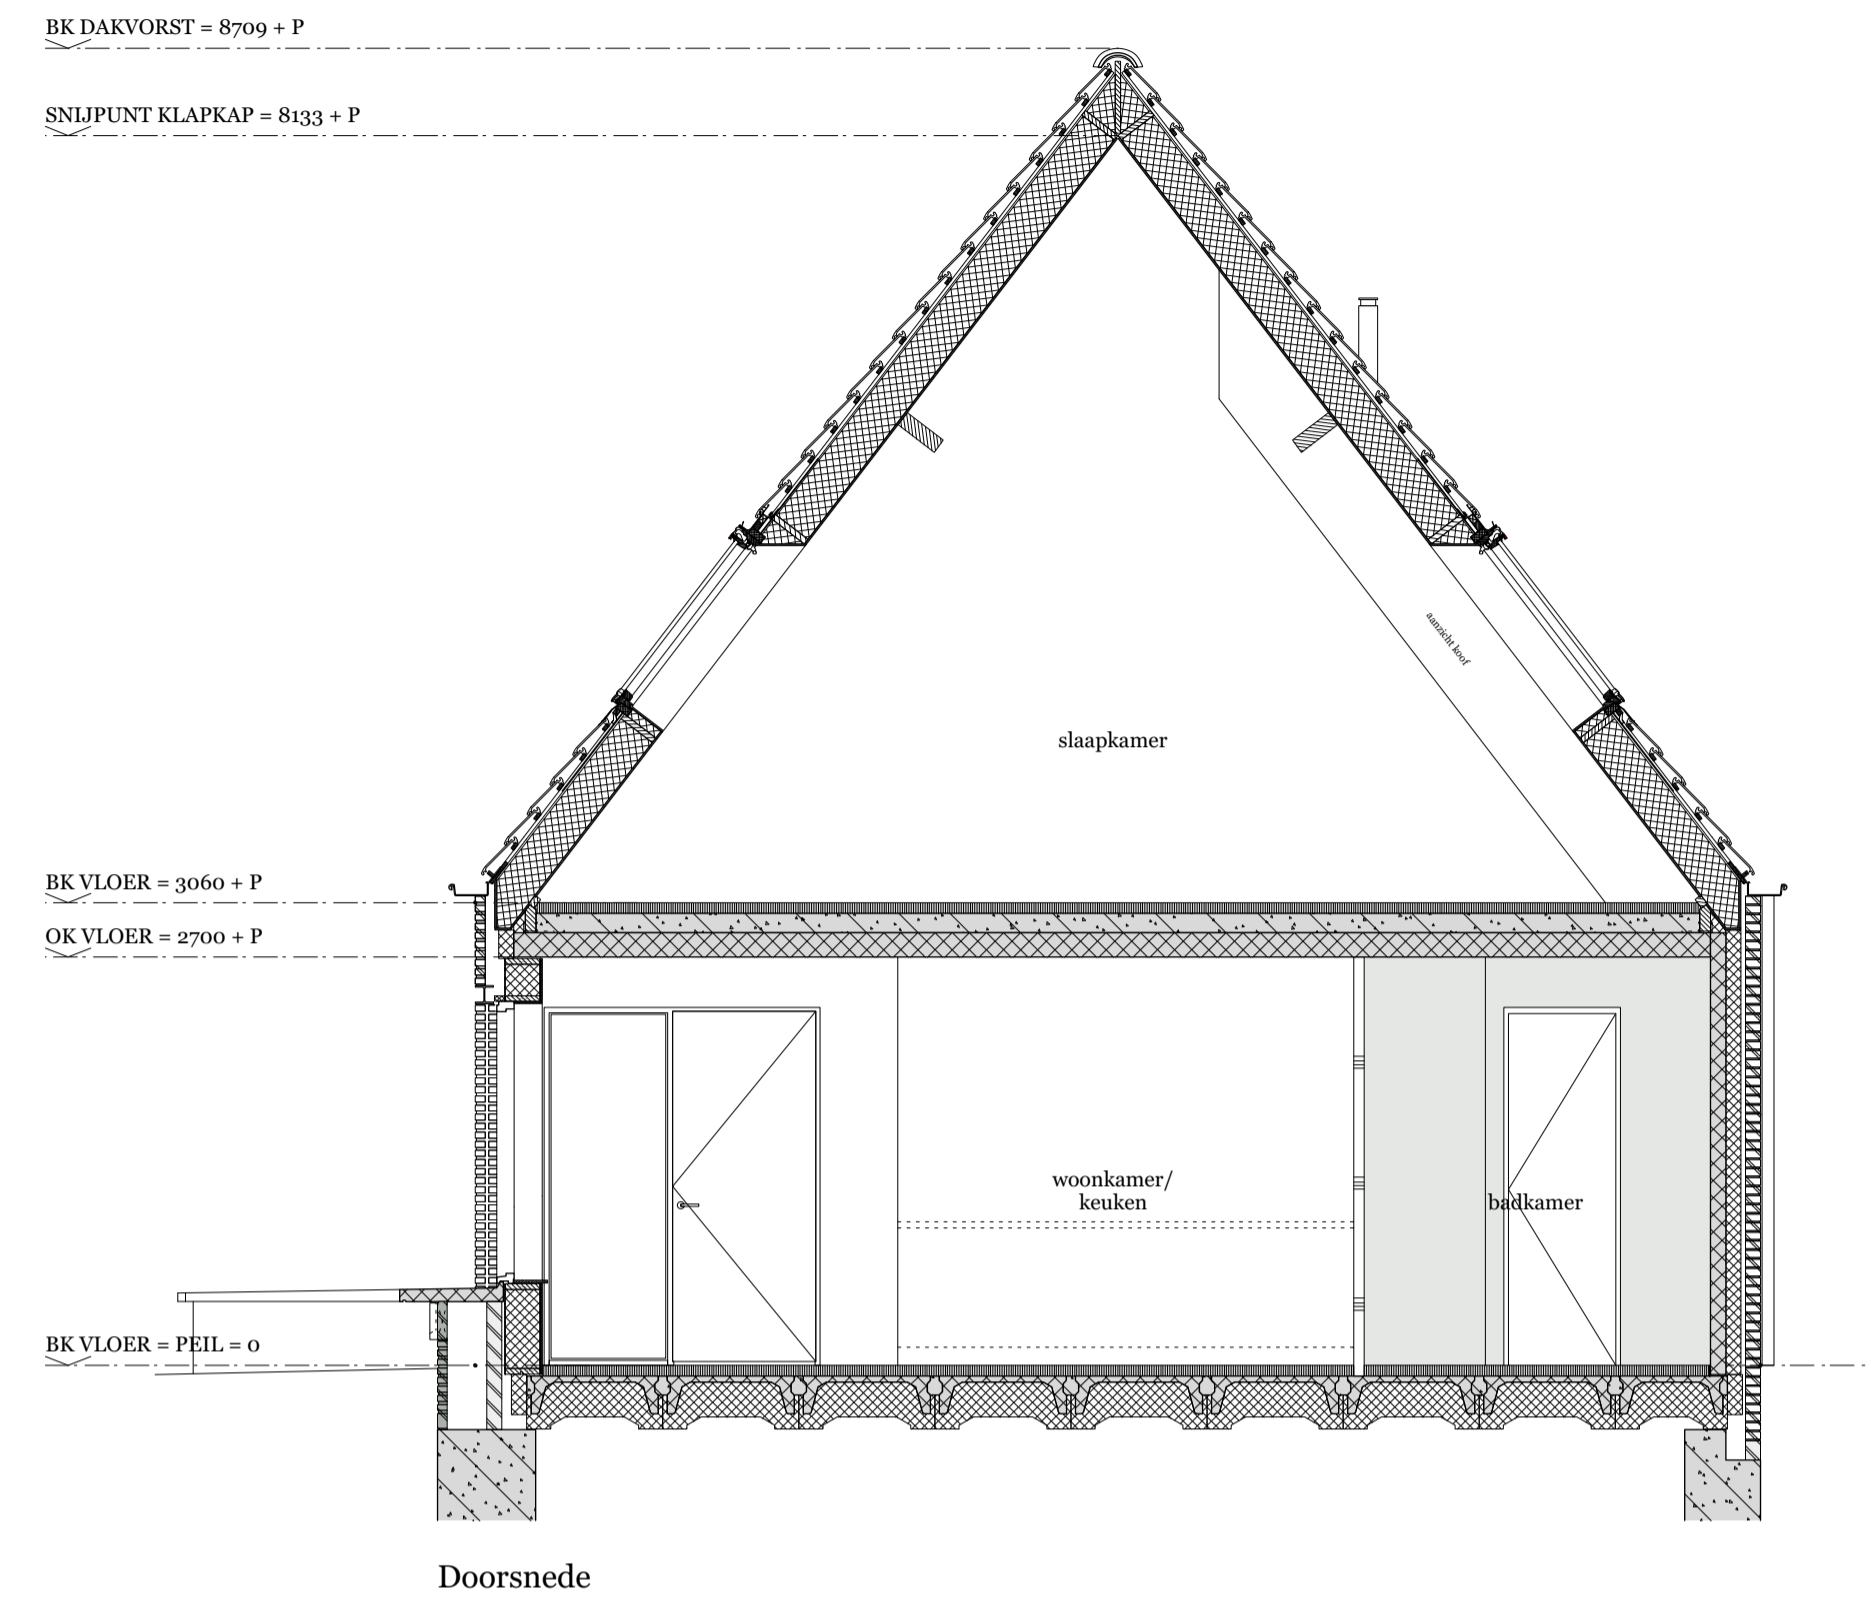 BK DAKVORST = 8709 + P
SNIJPUNT KLAPKAP = 8133 + P
aanzicht koof
slaapkamer
BK VLOER = 3060 + P
OK VLOER = 2700 + P
woonkamer/
keuken
badkamer
BK VLOER = PEIL = 0
Doorsnede